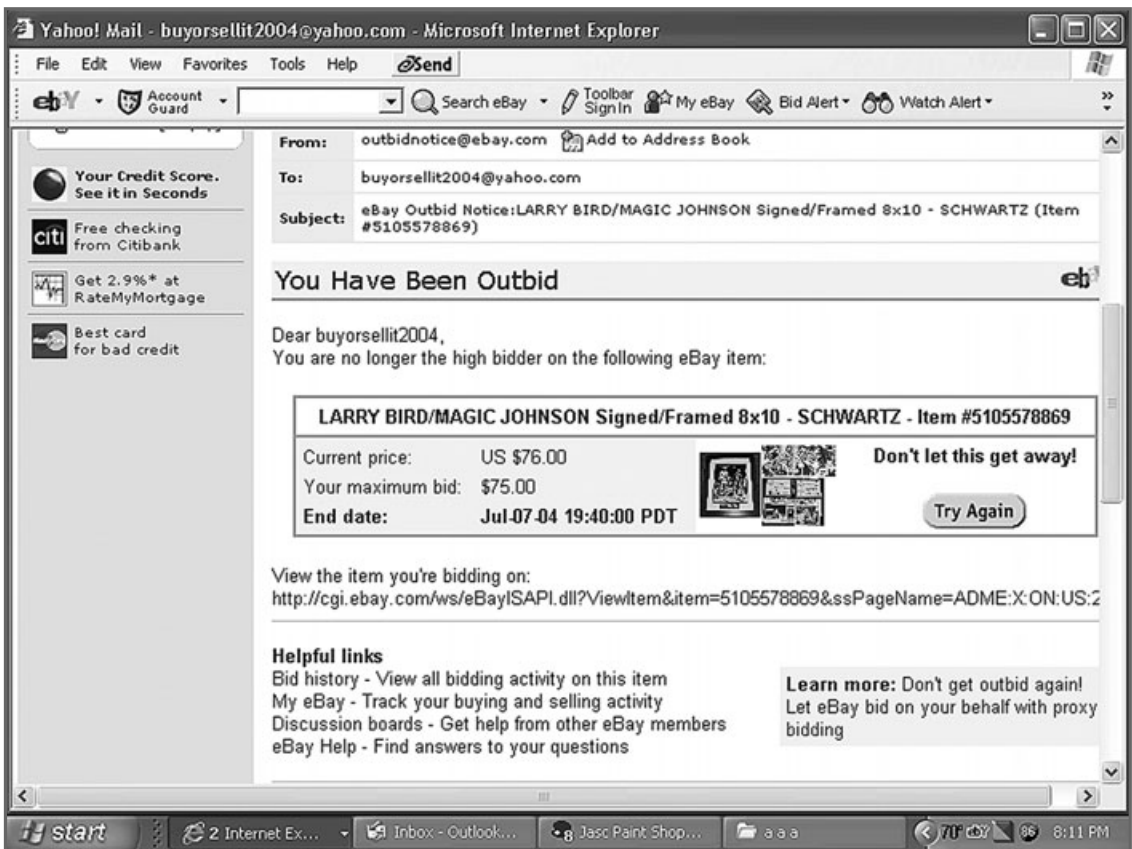 Yahoo! Mail - buyorsellit2004@yahoo.com - Microsoft Internet Explorer
File Edit View Favorites Tools Help Send
ebY Account Guard Search eBay Toolbar Sign In My eBay Bid Alert Watch Alert
From: outbidnotice@ebay.com Add to Address Book
To: buyorsellit2004@yahoo.com
Subject: eBay Outbid Notice:LARRY BIRD/MAGIC JOHNSON Signed/Framed 8x10 - SCHWARTZ (Item
#5105578869)
Your Credit Score.
See it in Seconds
citi Free checking
from Citibank
Get 2.9%* at
RateMyMortgage
Best card
for bad credit
You Have Been Outbid
eb
Dear buyorsellit2004,
You are no longer the high bidder on the following eBay item:
LARRY BIRD/MAGIC JOHNSON Signed/Framed 8x10 - SCHWARTZ - Item #5105578869
Current price: US $76.00
Your maximum bid: $75.00
End date: Jul-07-04 19:40:00 PDT
Don't let this get away!
Try Again
View the item you're bidding on:
http://cgi.ebay.com/ws/eBayISAPI.dll?ViewItem&item=5105578869&ssPageName=ADME:X:ON:US:2
Helpful links
Bid history - View all bidding activity on this item
My eBay - Track your buying and selling activity
Discussion boards - Get help from other eBay members
eBay Help - Find answers to your questions
Learn more: Don't get outbid again!
Let eBay bid on your behalf with proxy
bidding
start 2 Internet Ex... Inbox - Outlook... Jasc Paint Shop... a a a 70° 86 8:11 PM